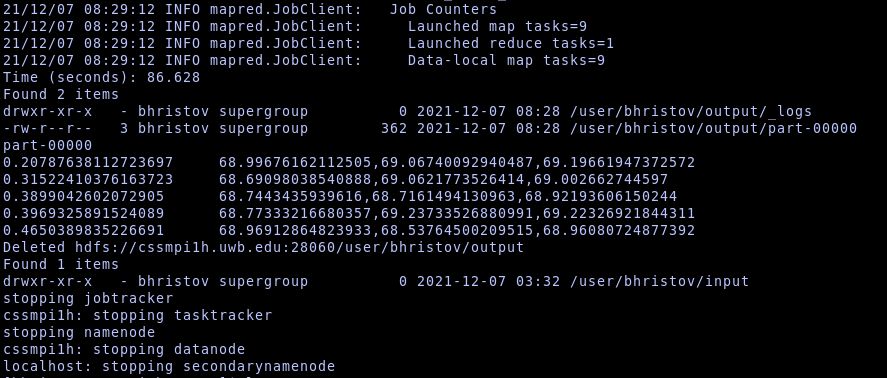 21/12/07 08:29:12 INFO mapred.JobClient:   Job Counters
21/12/07 08:29:12 INFO mapred.JobClient:     Launched map tasks=9
21/12/07 08:29:12 INFO mapred.JobClient:     Launched reduce tasks=1
21/12/07 08:29:12 INFO mapred.JobClient:     Data-local map tasks=9
Time (seconds): 86.628
Found 2 items
drwxr-xr-x   - bhristov supergroup          0 2021-12-07 08:28 /user/bhristov/output/_logs
-rw-r--r--   3 bhristov supergroup        362 2021-12-07 08:28 /user/bhristov/output/part-00000
part-00000
0.20787638112723697     68.99676162112505,69.06740092940487,69.19661947372572
0.31522410376163723     68.69098038540888,69.0621773526414,69.002662744597
0.3899042602072905      68.7443435939616,68.7161494130963,68.92193606150244
0.3969325891524089      68.77333216680357,69.23733526880991,69.22326921844311
0.4650389835226691      68.96912864823933,68.53764500209515,68.96080724877392
Deleted hdfs://cssmpi1h.uwb.edu:28060/user/bhristov/output
Found 1 items
drwxr-xr-x   - bhristov supergroup          0 2021-12-07 03:32 /user/bhristov/input
stopping jobtracker
cssmpi1h: stopping tasktracker
stopping namenode
cssmpi1h: stopping datanode
localhost: stopping secondarynamenode